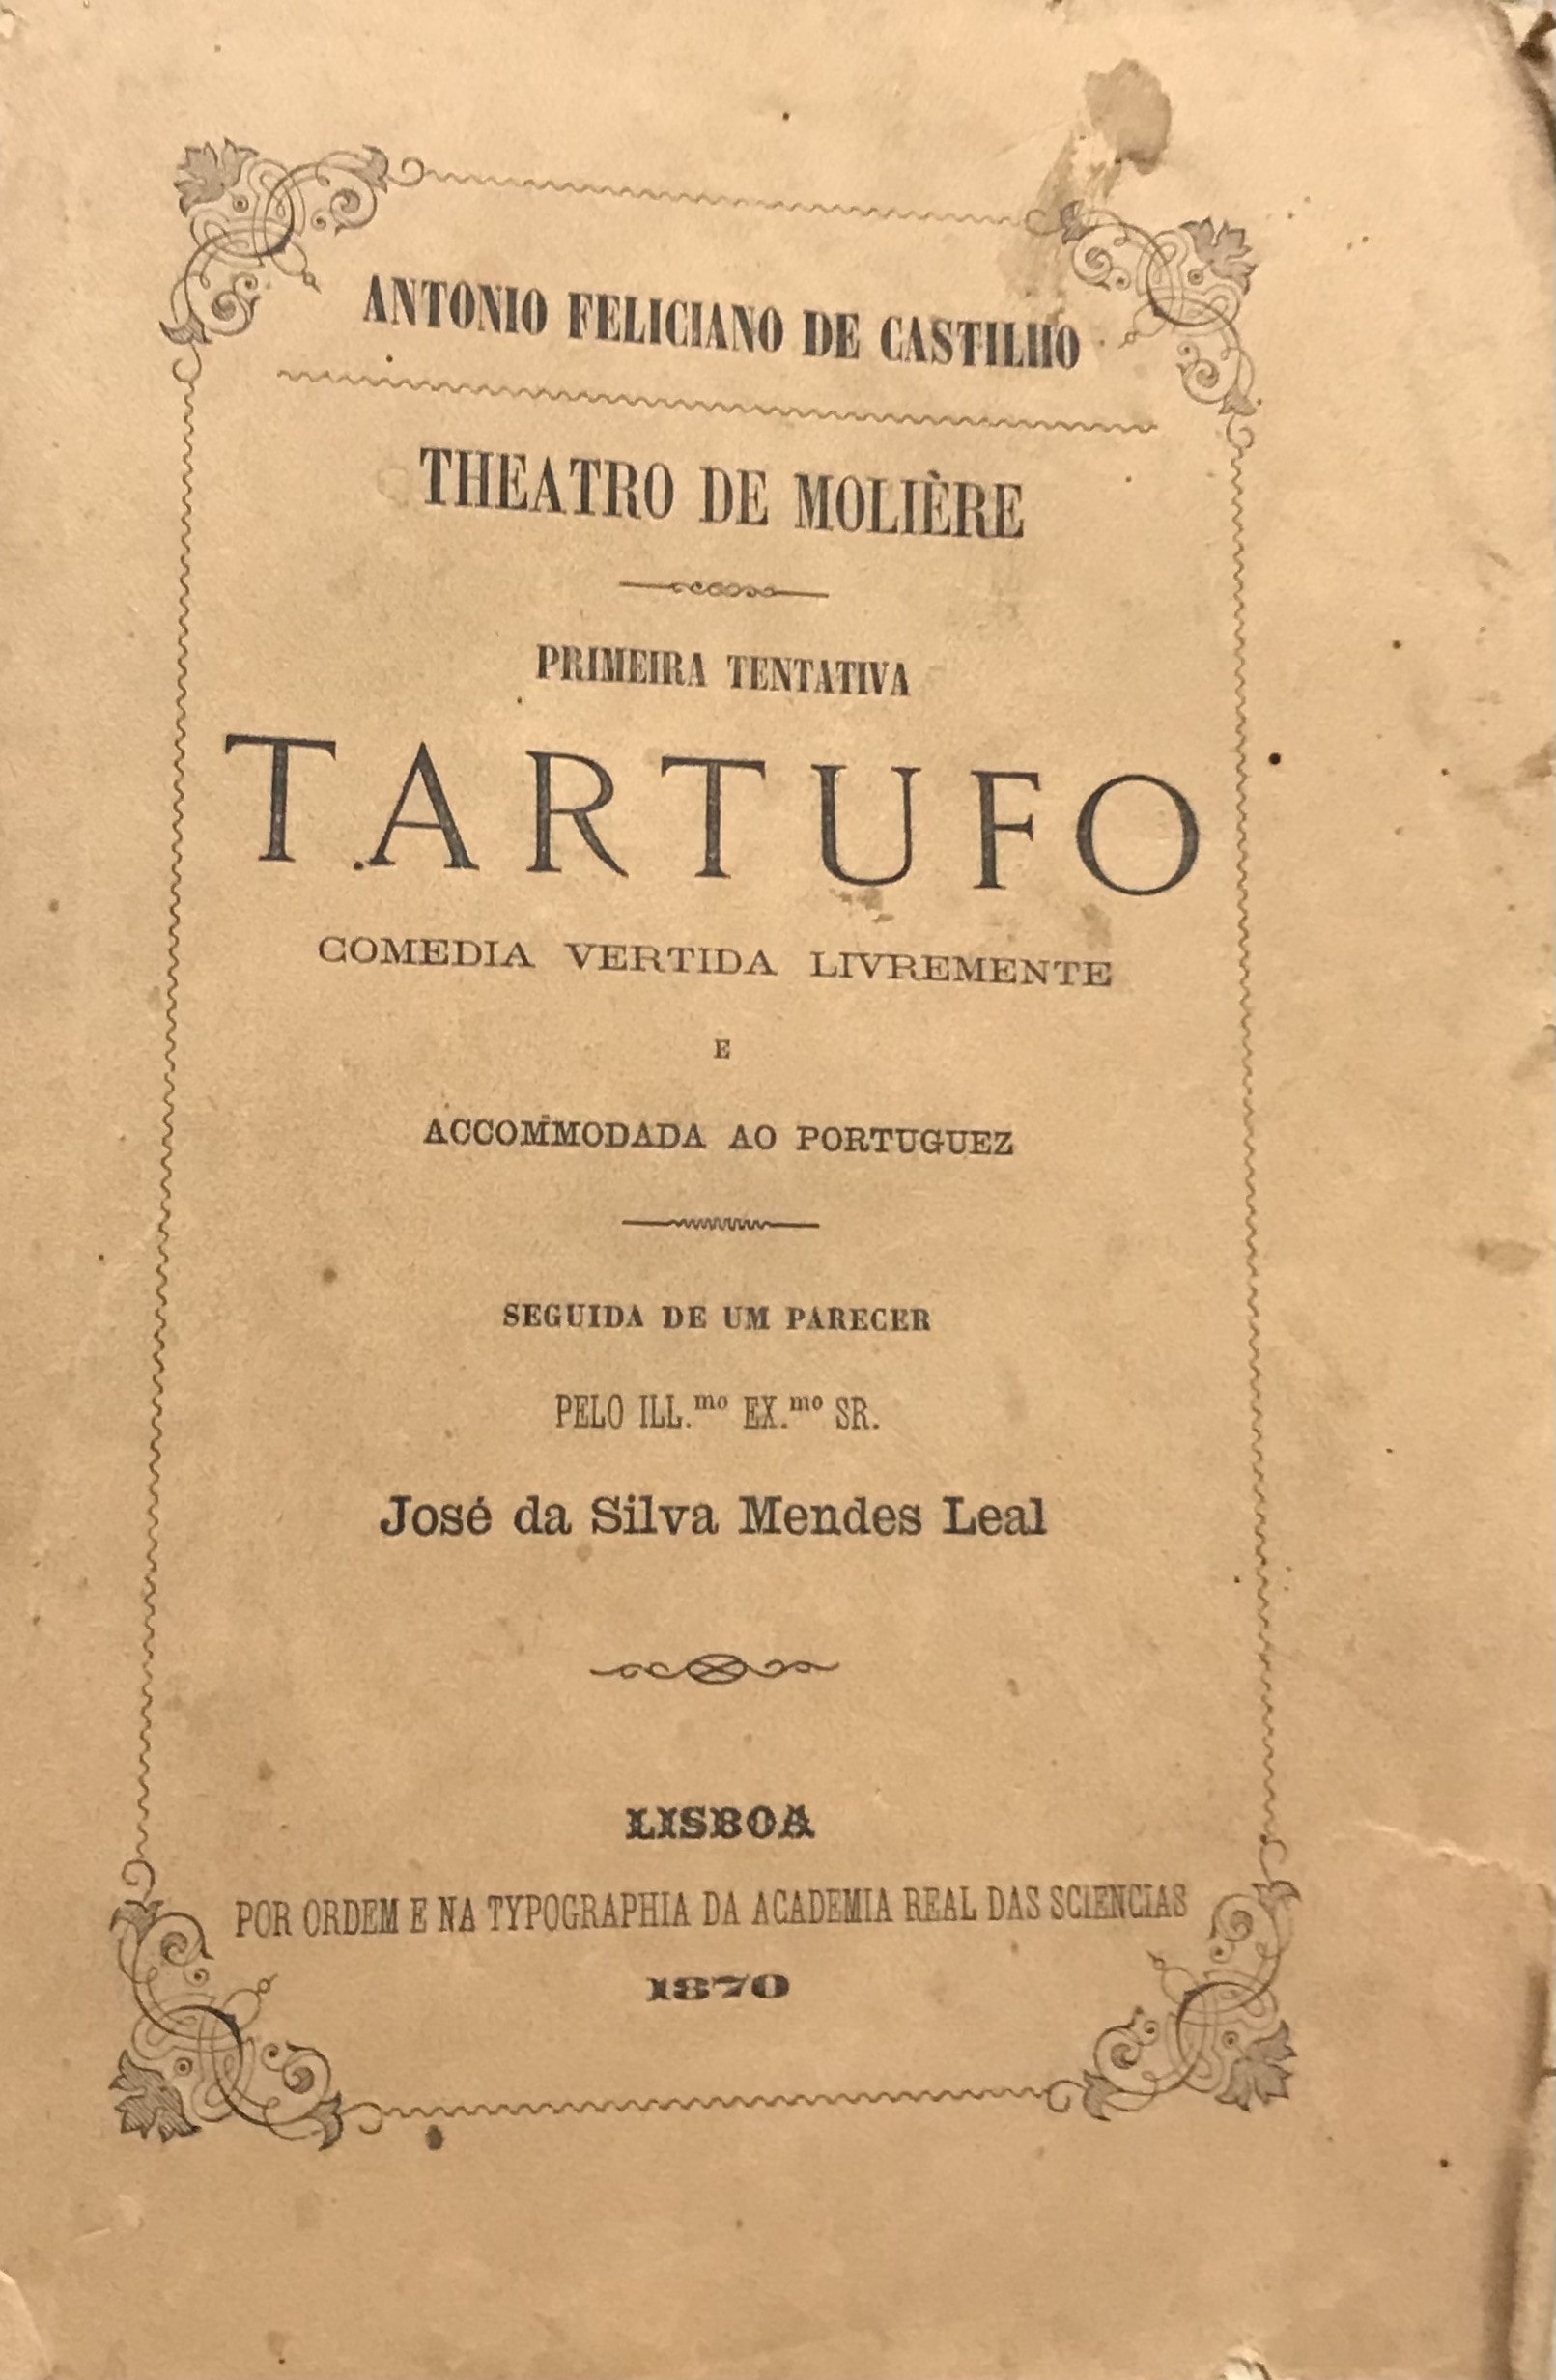 ANTONIO FELICIANO DE CASTILHO
THEATRO DE MOLIÈRE
PRIMEIRA TENTATIVA
TARTUFO
COMEDIA VERTIDA LIVREMENTE
E
ACCOMMODADA AO PORTUGUEZ
SEGUIDA DE UM PARECER
PELO ILL.mo EX.mo SR.
José da Silva Mendes Leal
LISBOA
POR ORDEM E NA TYPOGRAPHIA DA ACADEMIA REAL DAS SCIENCIAS
1870